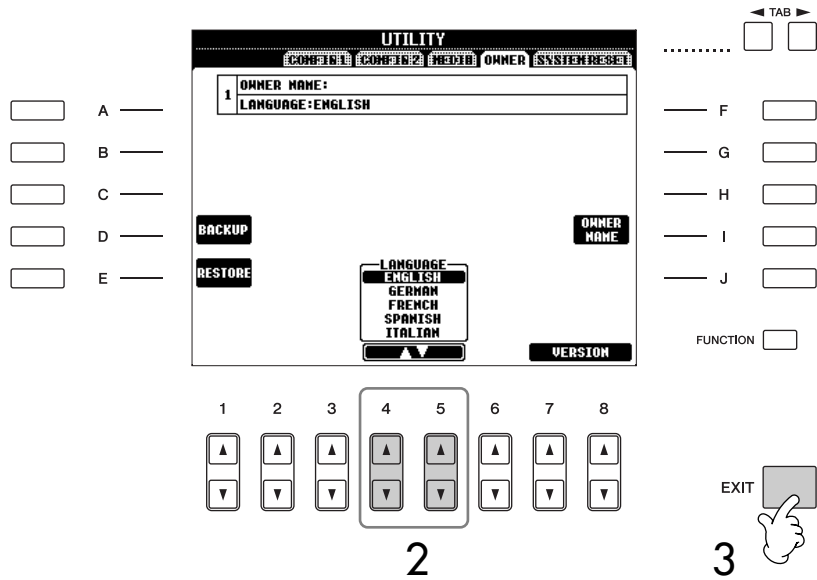 ◄ TAB ►
UTILITY
CONFIG 1 CONFIG 2 MEDIA OWNER SYSTEM RESET
1 OWNER NAME:
LANGUAGE:ENGLISH
A
B
C
D
E
F
G
H
I
J
BACKUP
RESTORE
OWNER
NAME
LANGUAGE
ENGLISH
GERMAN
FRENCH
SPANISH
ITALIAN
▲▼
VERSION
FUNCTION
1 2 3 4 5 6 7 8
EXIT
2
3